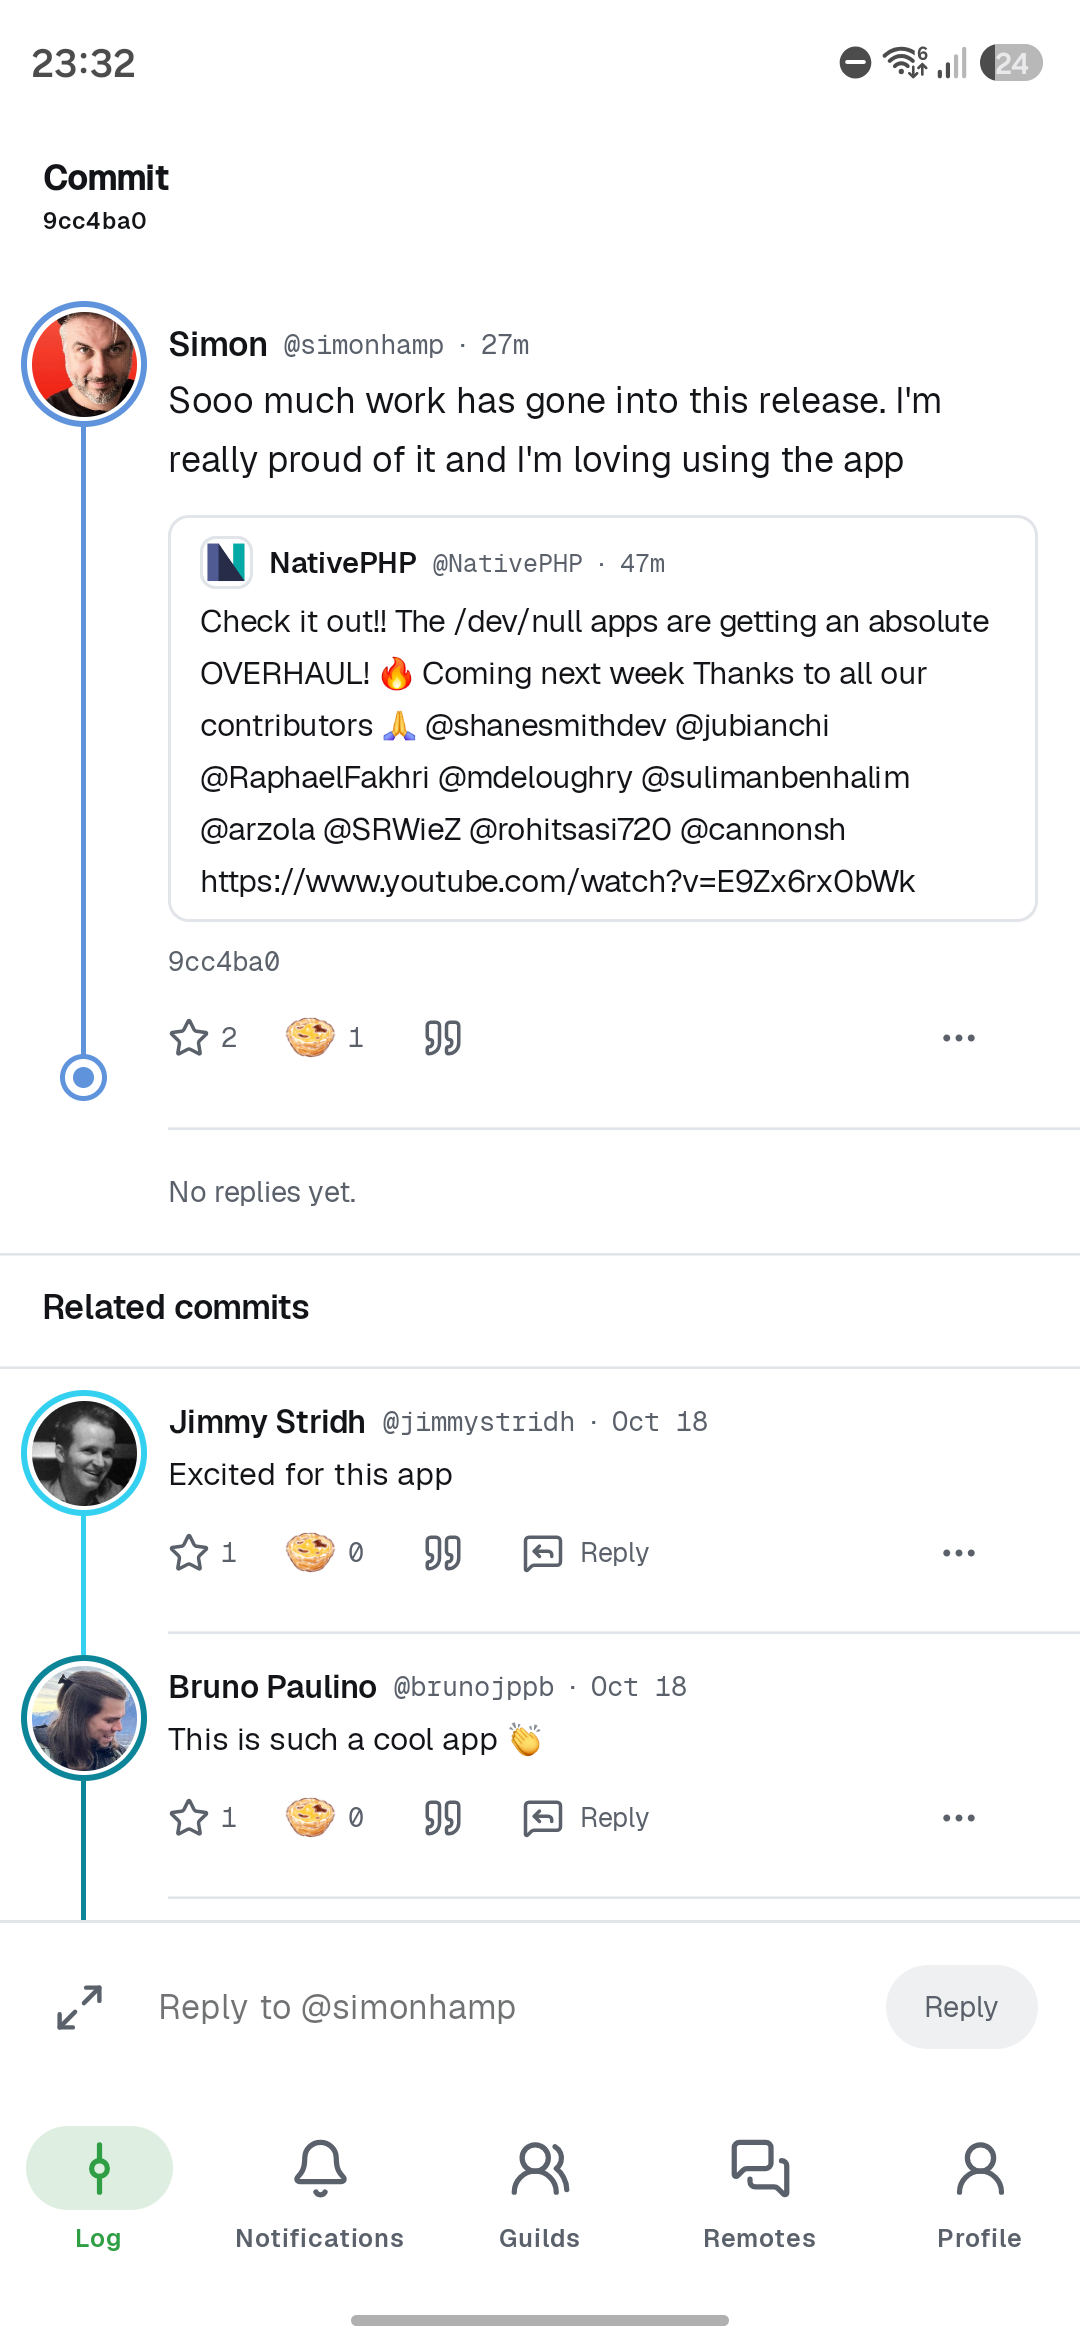 23:32
6
24
Commit
9cc4ba0
Simon @simonhamp · 27m
Sooo much work has gone into this release. I'm
really proud of it and I'm loving using the app
NativePHP @NativePHP · 47m
Check it out!! The /dev/null apps are getting an absolute
OVERHAUL! 🔥 Coming next week Thanks to all our
contributors 🙏 @shanesmithdev @jubianchi
@RaphaelFakhri @mdeloughry @sulimanbenhalim
@arzola @SRWieZ @rohitsasi720 @cannonsh
https://www.youtube.com/watch?v=E9Zx6rx0bWk
9cc4ba0
2 1
No replies yet.
Related commits
Jimmy Stridh @jimmystridh · Oct 18
Excited for this app
1 0 Reply
Bruno Paulino @brunojppb · Oct 18
This is such a cool app 👏
1 0 Reply
Reply to @simonhamp Reply
Log Notifications Guilds Remotes Profile